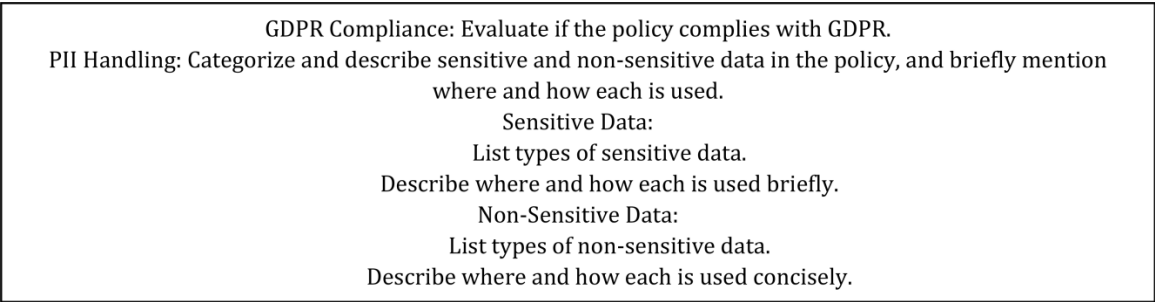 GDPR Compliance: Evaluate if the policy complies with GDPR.
PII Handling: Categorize and describe sensitive and non-sensitive data in the policy, and briefly mention
where and how each is used.
Sensitive Data:
List types of sensitive data.
Describe where and how each is used briefly.
Non-Sensitive Data:
List types of non-sensitive data.
Describe where and how each is used concisely.